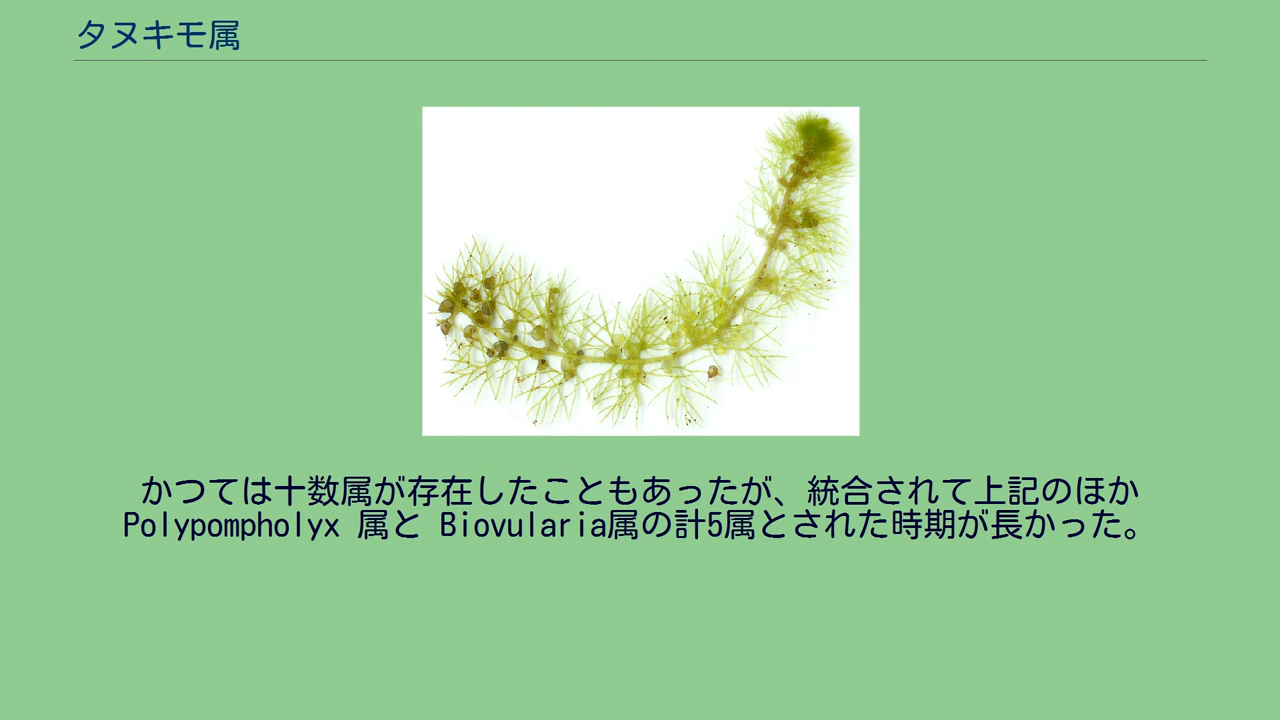 タヌキモ属
かつては十数属が存在したこともあったが、統合されて上記のほか
Polypompholyx 属と Biovularia属の計5属とされた時期が長かった。